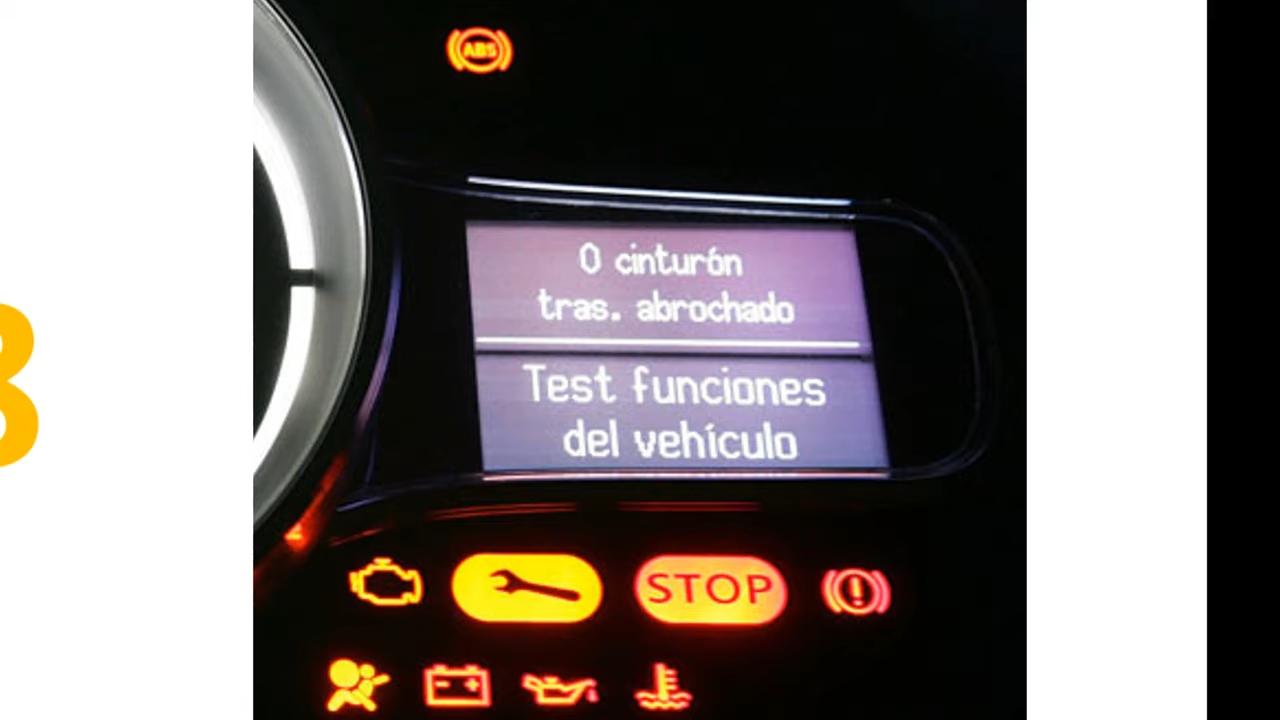 ABS
0 cinturón
tras. abrochado
Test funciones
del vehículo
STOP